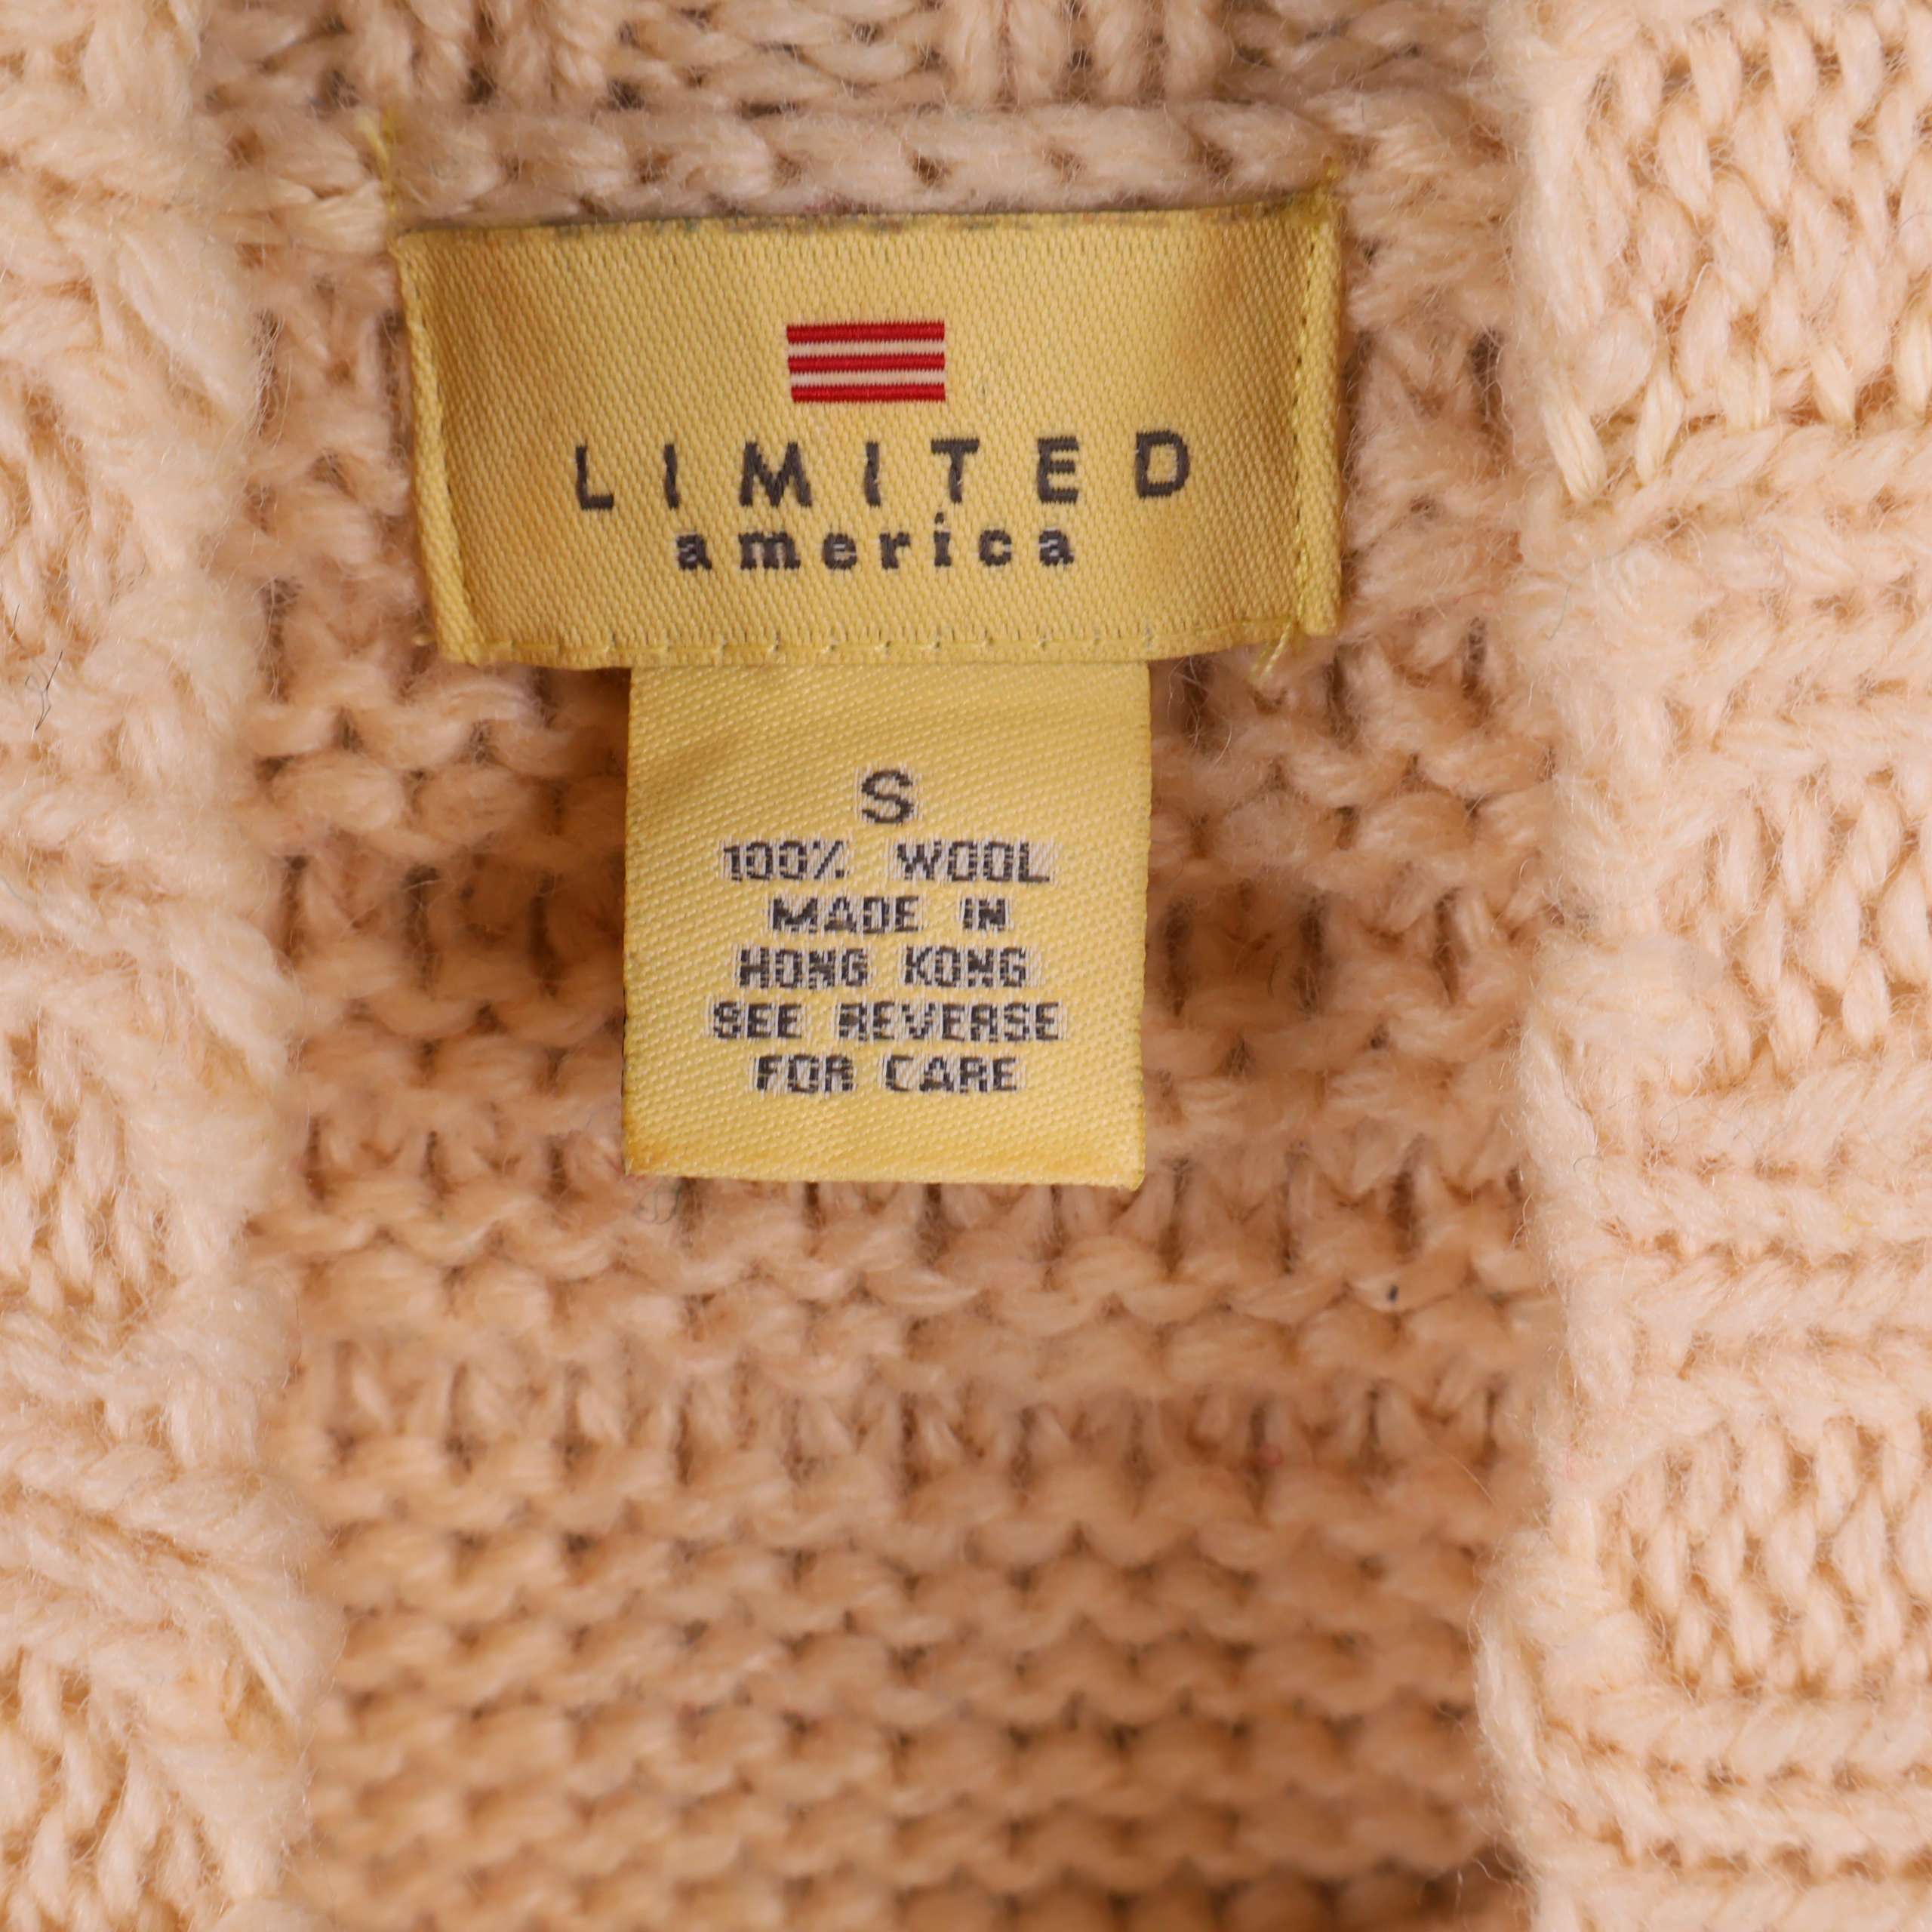 LIMITED
america
S
100% WOOL
MADE IN
HONG KONG
SEE REVERSE
FOR CARE